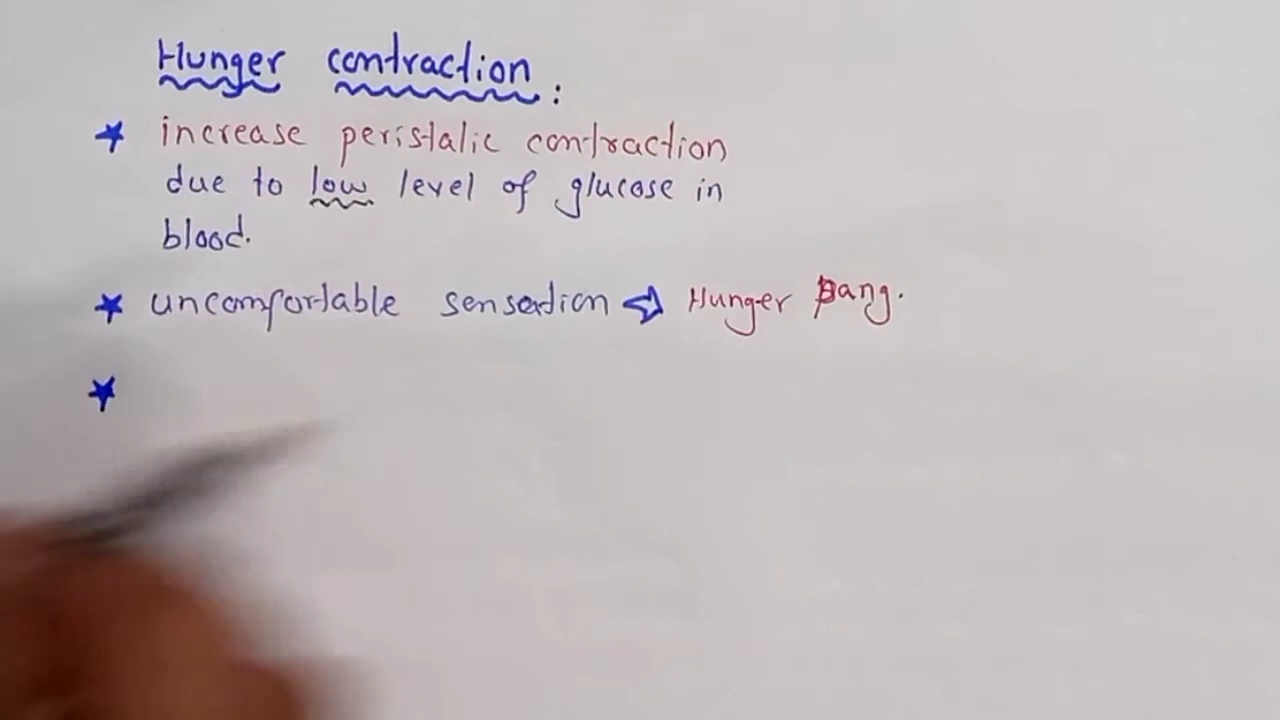 Hunger contraction :
increase peristalic contraction
due to low level of glucose in
blood.
uncomfortable sensation ⇨ Hunger Pang.